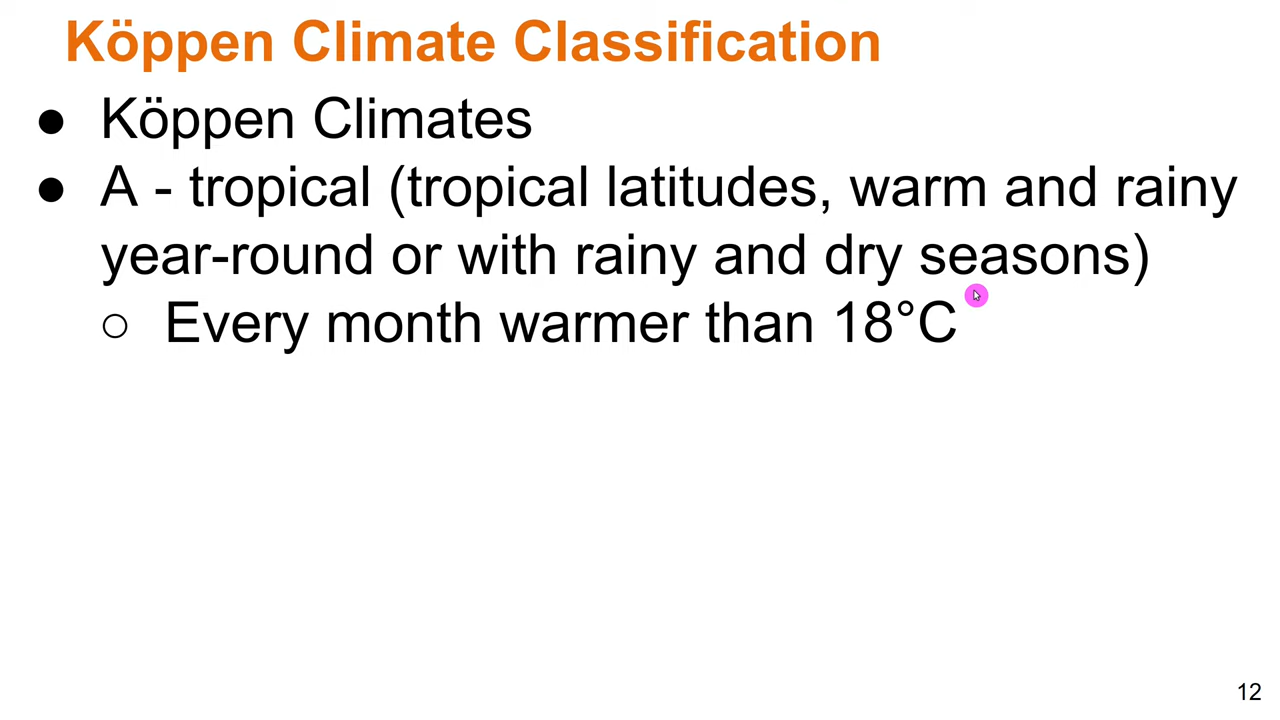 Köppen Climate Classification
● Köppen Climates
● A - tropical (tropical latitudes, warm and rainy
year-round or with rainy and dry seasons)
○ Every month warmer than 18°C
12